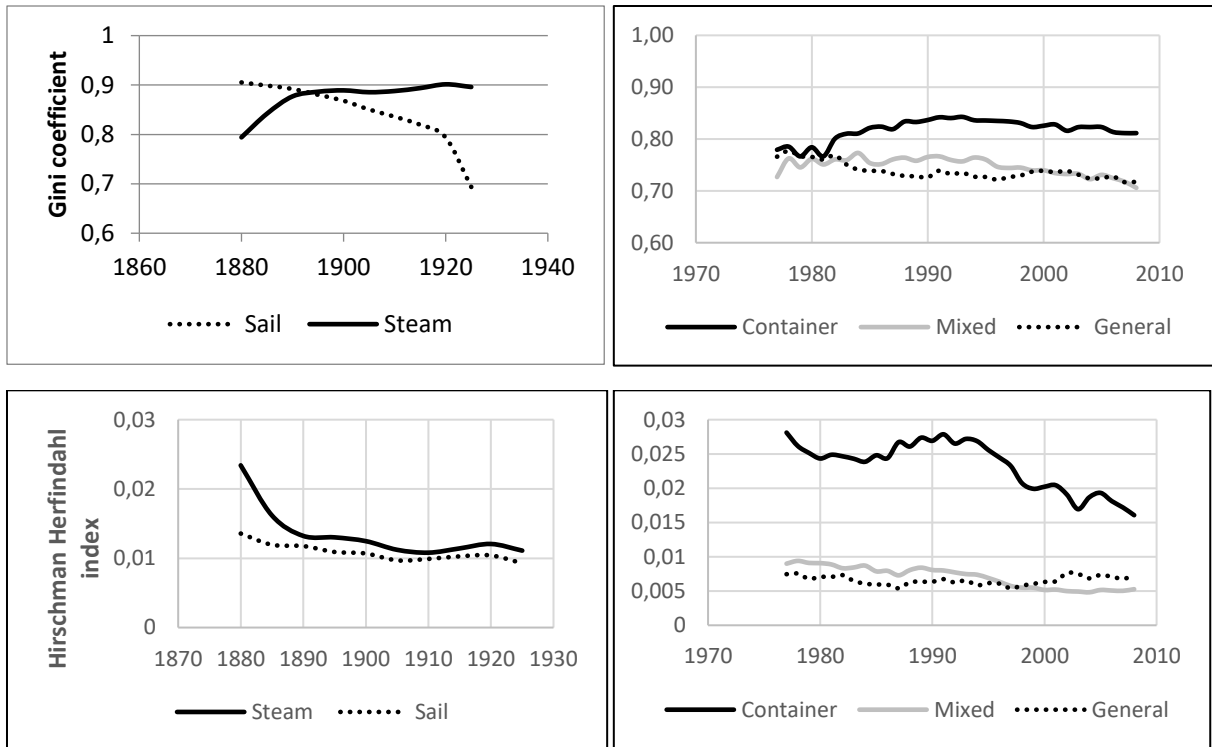 Gini coefficient
1
0,9
0,8
0,7
0,6
1860 1880 1900 1920 1940
Sail Steam
1,00
0,90
0,80
0,70
0,60
1970 1980 1990 2000 2010
Container Mixed General
Hirschman Herfindahl
index
0,03
0,02
0,01
0
1870 1880 1890 1900 1910 1920 1930
Steam Sail
0,03
0,025
0,02
0,015
0,01
0,005
0
1970 1980 1990 2000 2010
Container Mixed General